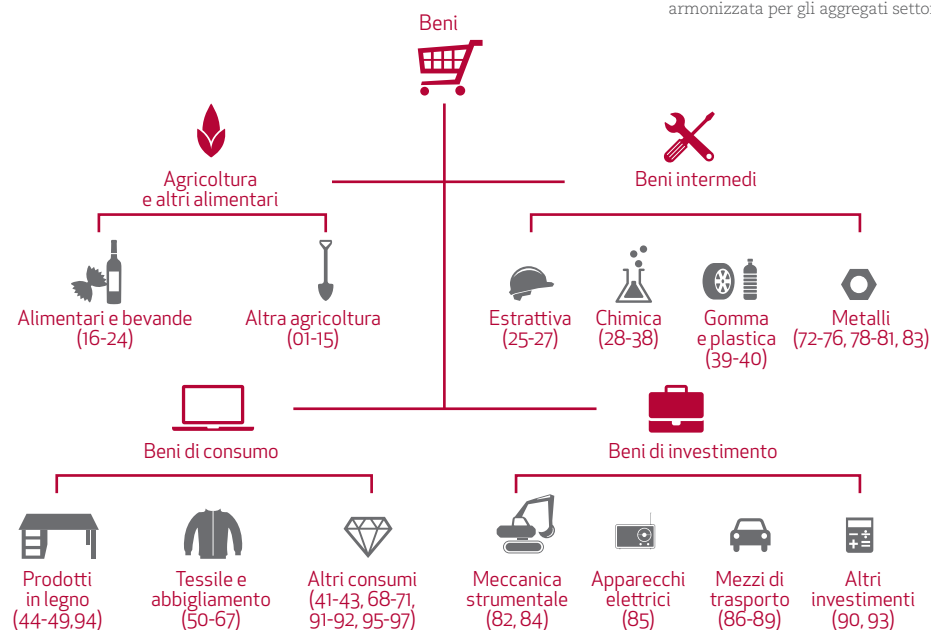 armonizzata per gli aggregati
Beni
Agricoltura
e altri alimentari
Beni intermedi
Alimentari e bevande
(16-24)
Altra agricoltura
(01-15)
Estrattiva
(25-27)
Chimica
(28-38)
Gomma
e plastica
(39-40)
Metalli
(72-76, 78-81, 83)
Beni di consumo
Beni di investimento
Prodotti
in legno
(44-49,94)
Tessile e
abbigliamento
(50-67)
Altri consumi
(41-43, 68-71,
91-92, 95-97)
Meccanica
strumentale
(82, 84)
Apparecchi
elettrici
(85)
Mezzi di
trasporto
(86-89)
Altri
investimenti
(90, 93)